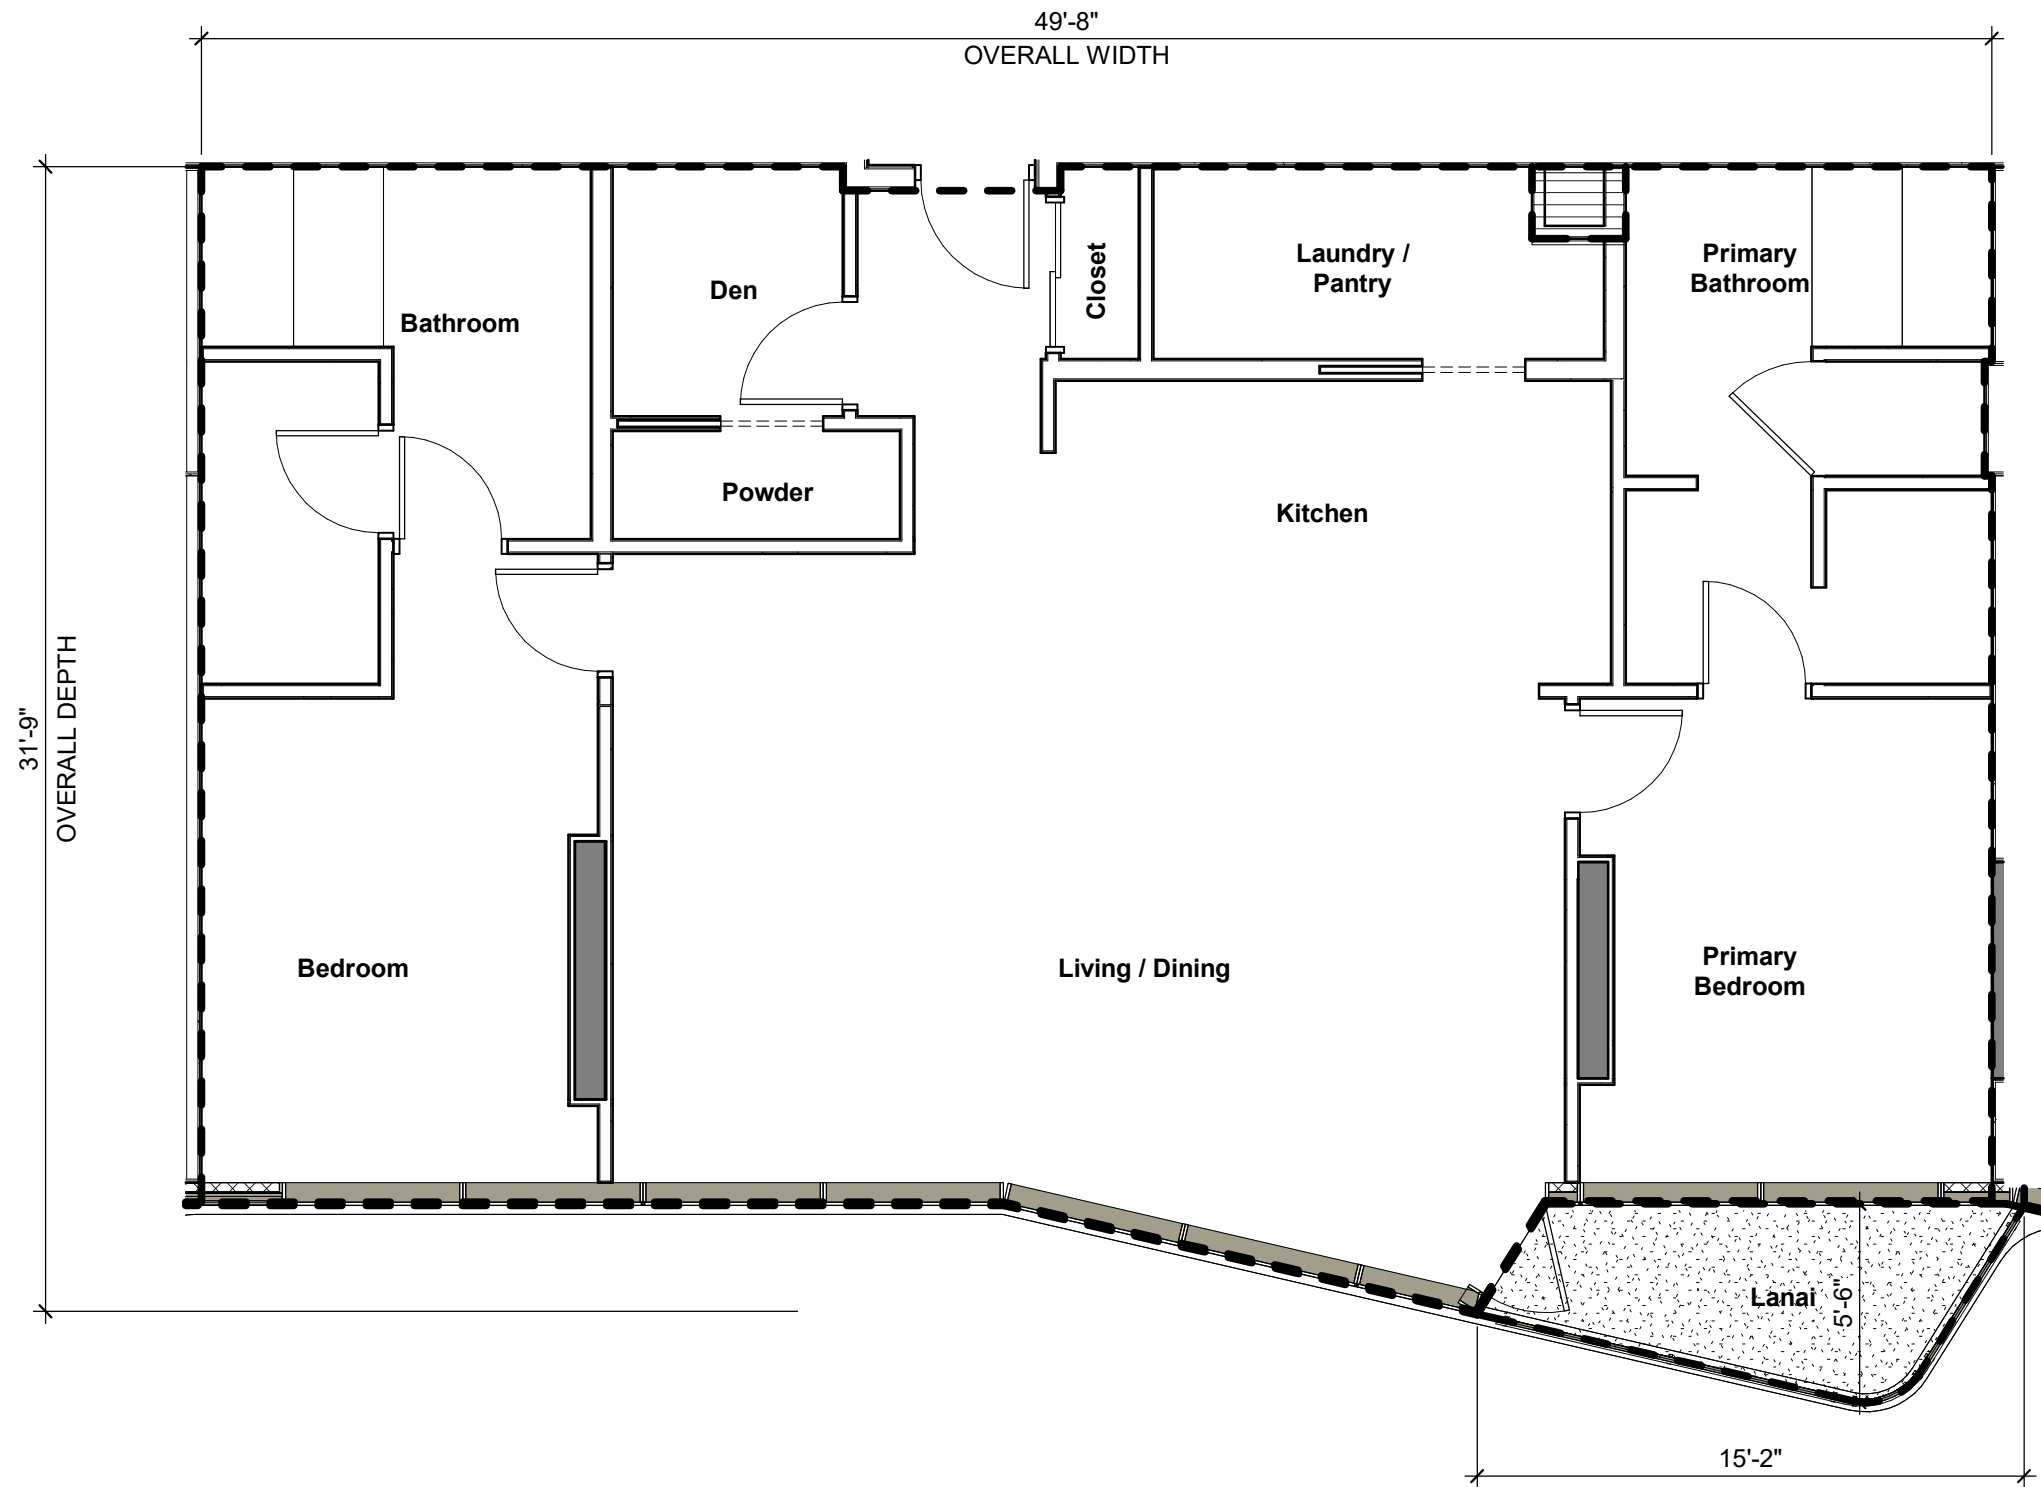 49'-8"
OVERALL WIDTH
Laundry /
Pantry
Primary
Bathroom
Closet
Den
Bathroom
Powder
Kitchen
31'-9"
OVERALL DEPTH
Bedroom
Living / Dining
Primary
Bedroom
Lanai
5'-6"
15'-2"